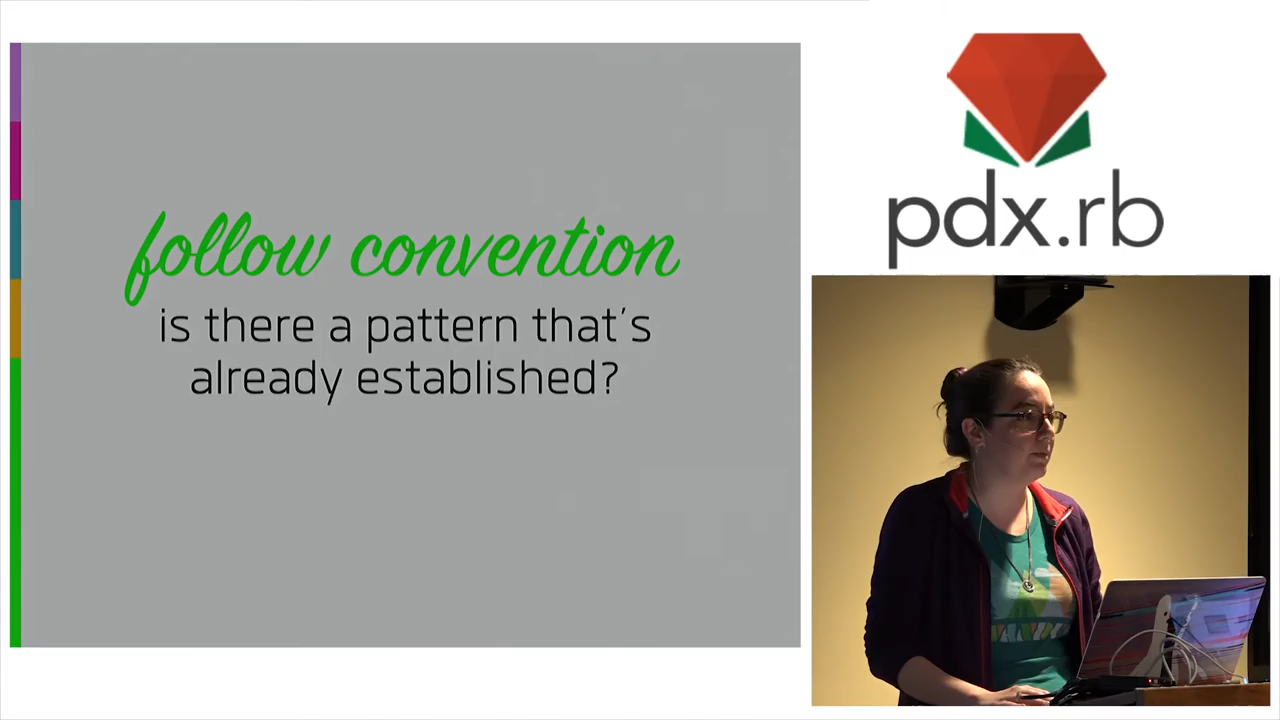 follow convention
is there a pattern that's
already established?
pdx.rb